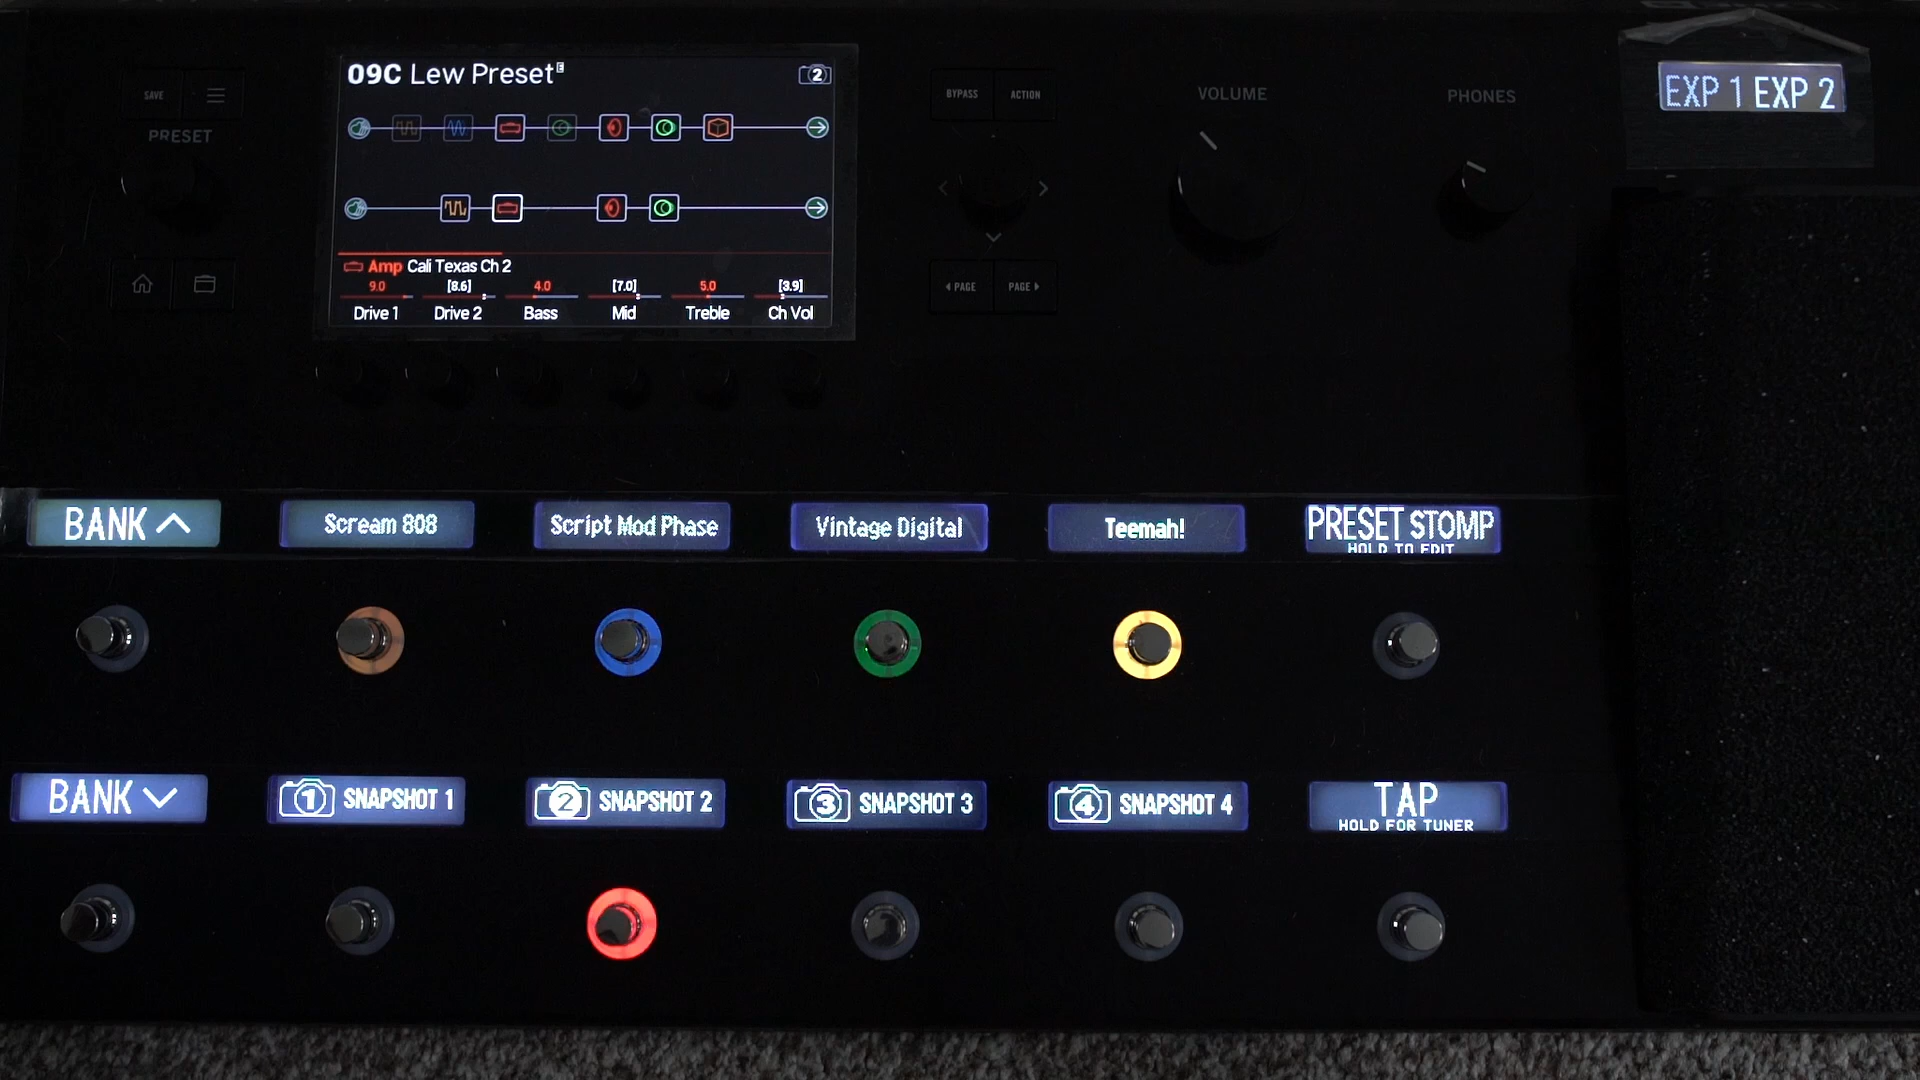 09C Lew Preset E
2
SAVE
PRESET
BYPASS
ACTION
VOLUME
PHONES
EXP 1 EXP 2
Amp Cali Texas Ch 2
9.0 [8.6] 4.0 [7.0] 5.0 [3.9]
Drive 1 Drive 2 Bass Mid Treble Ch Vol
PAGE
PAGE
BANK
Scream 808
Script Mod Phase
Vintage Digital
Teemah!
PRESET STOMP
HOLD TO EDIT
BANK
1 SNAPSHOT 1
2 SNAPSHOT 2
3 SNAPSHOT 3
4 SNAPSHOT 4
TAP
HOLD FOR TUNER